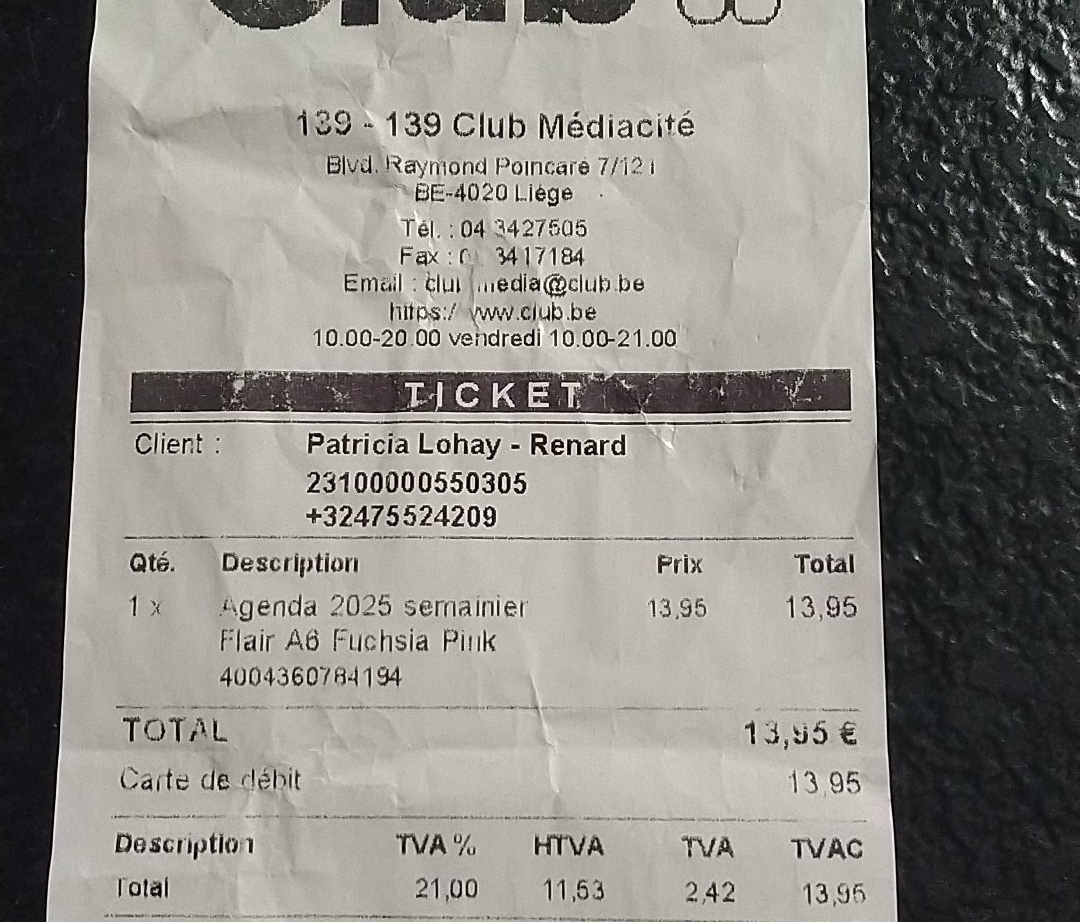 Club
139 - 139 Club Médiacité
Blvd. Raymond Poincaré 7/12
BE-4020 Liège
Tél. : 04 3427505
Fax : 3417184
Email : media@club.be
https:/ www.club.be
10.00-20.00 vendredi 10.00-21.00
TICKET
Client : Patricia Lohay - Renard
23100000550305
+32475524209
Qté. Description Prix Total
1 x Agenda 2025 semainier 13,95 13,95
Flair A6 Fuchsia Pink
4004360784194
TOTAL 13,95 €
Carte de débit 13,95
Description TVA % HTVA TVA TVAC
Total 21,00 11,53 2,42 13,95